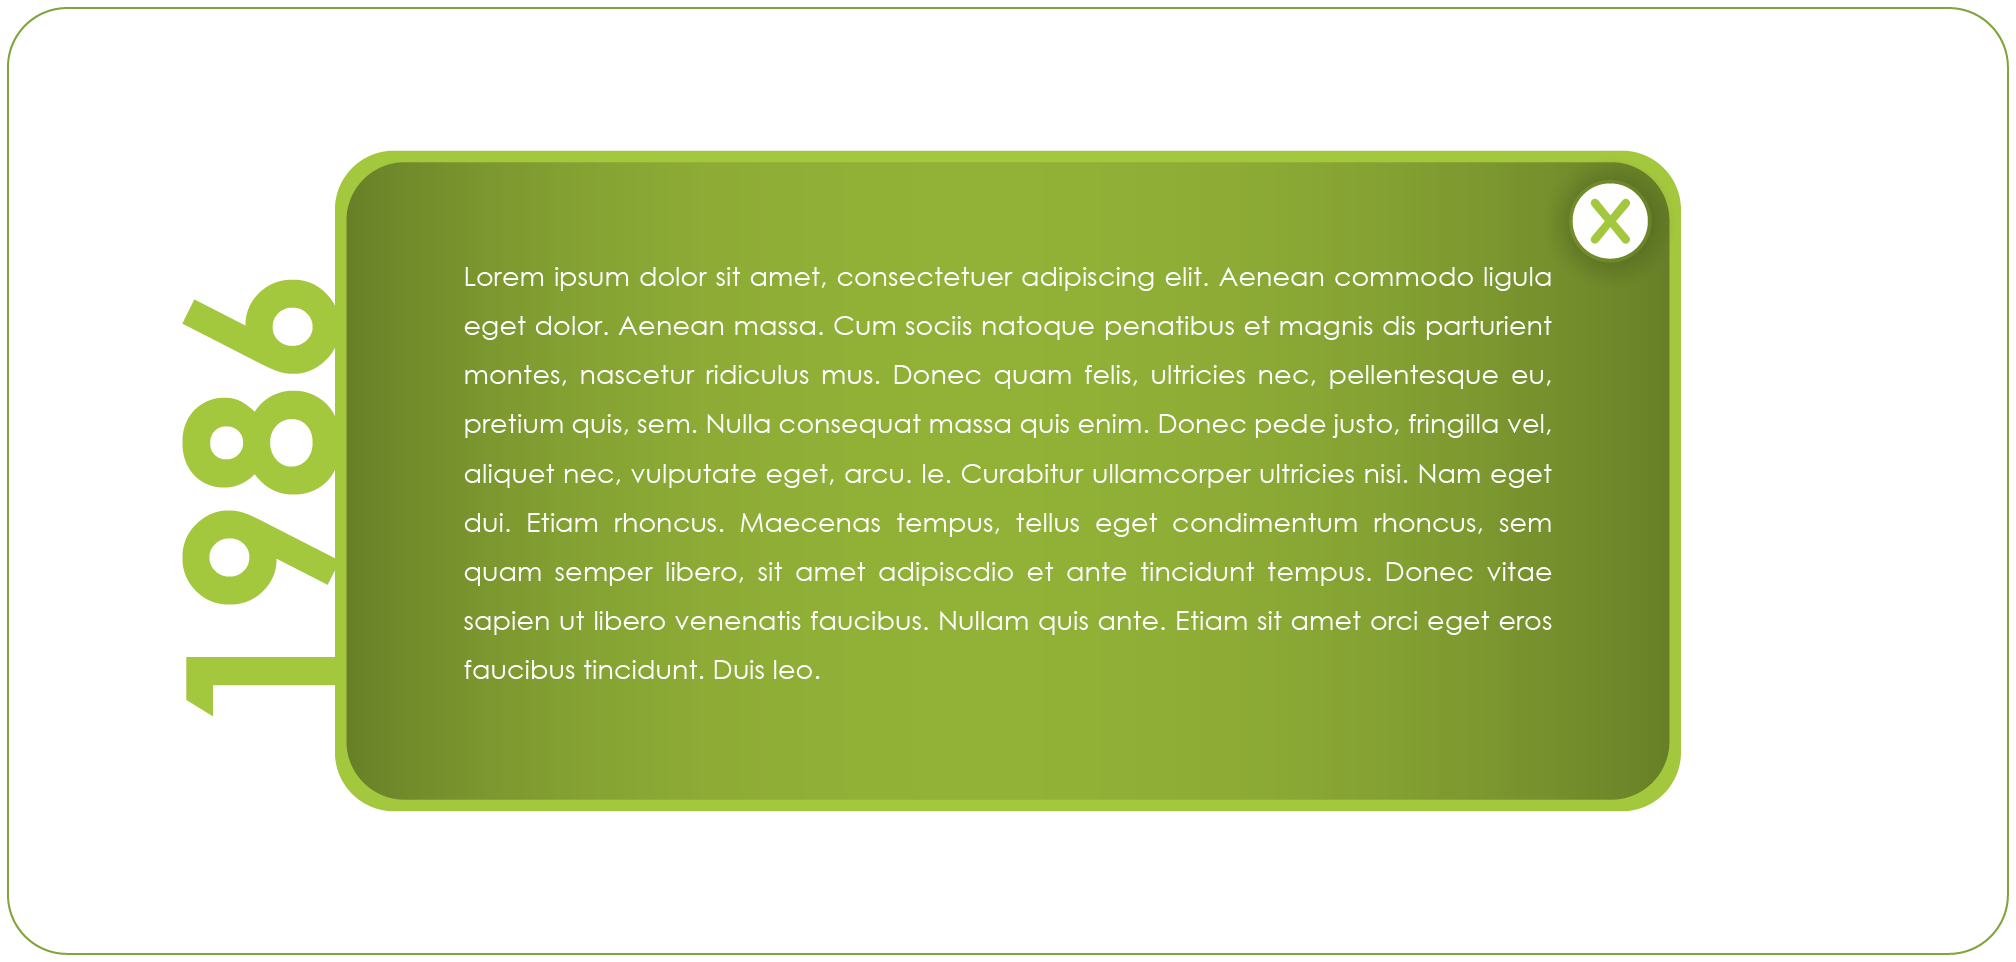 1986
X
Lorem ipsum dolor sit amet, consectetuer adipiscing elit. Aenean commodo ligula
eget dolor. Aenean massa. Cum sociis natoque penatibus et magnis dis parturient
montes, nascetur ridiculus mus. Donec quam felis, ultricies nec, pellentesque eu,
pretium quis, sem. Nulla consequat massa quis enim. Donec pede justo, fringilla vel,
aliquet nec, vulputate eget, arcu. le. Curabitur ullamcorper ultricies nisi. Nam eget
dui. Etiam rhoncus. Maecenas tempus, tellus eget condimentum rhoncus, sem
quam semper libero, sit amet adipiscdio et ante tincidunt tempus. Donec vitae
sapien ut libero venenatis faucibus. Nullam quis ante. Etiam sit amet orci eget eros
faucibus tincidunt. Duis leo.